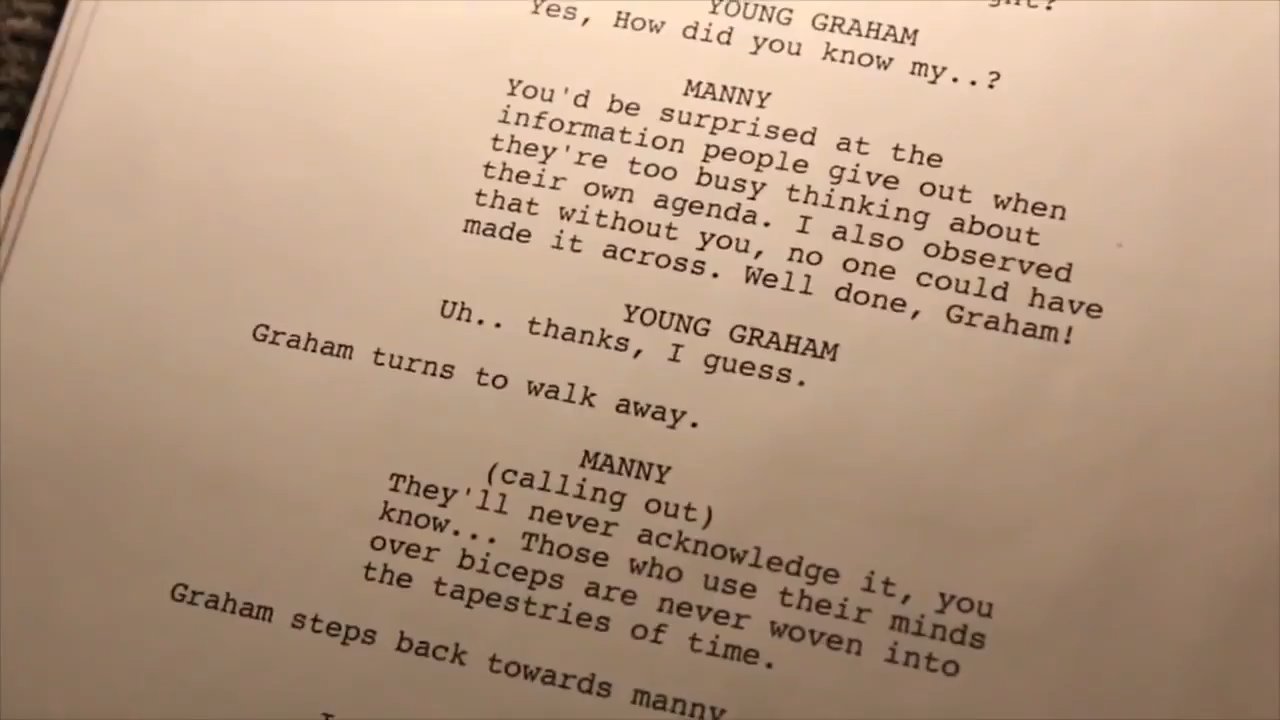 YOUNG GRAHAM
Yes, How did you know my..?
MANNY
You'd be surprised at the
information people give out when
they're too busy thinking about
their own agenda. I also observed
that without you, no one could have
made it across. Well done, Graham!
YOUNG GRAHAM
Uh.. thanks, I guess.
Graham turns to walk away.
MANNY
(calling out)
They'll never acknowledge it, you
know... Those who use their minds
over biceps are never woven into
the tapestries of time.
Graham steps back towards manny